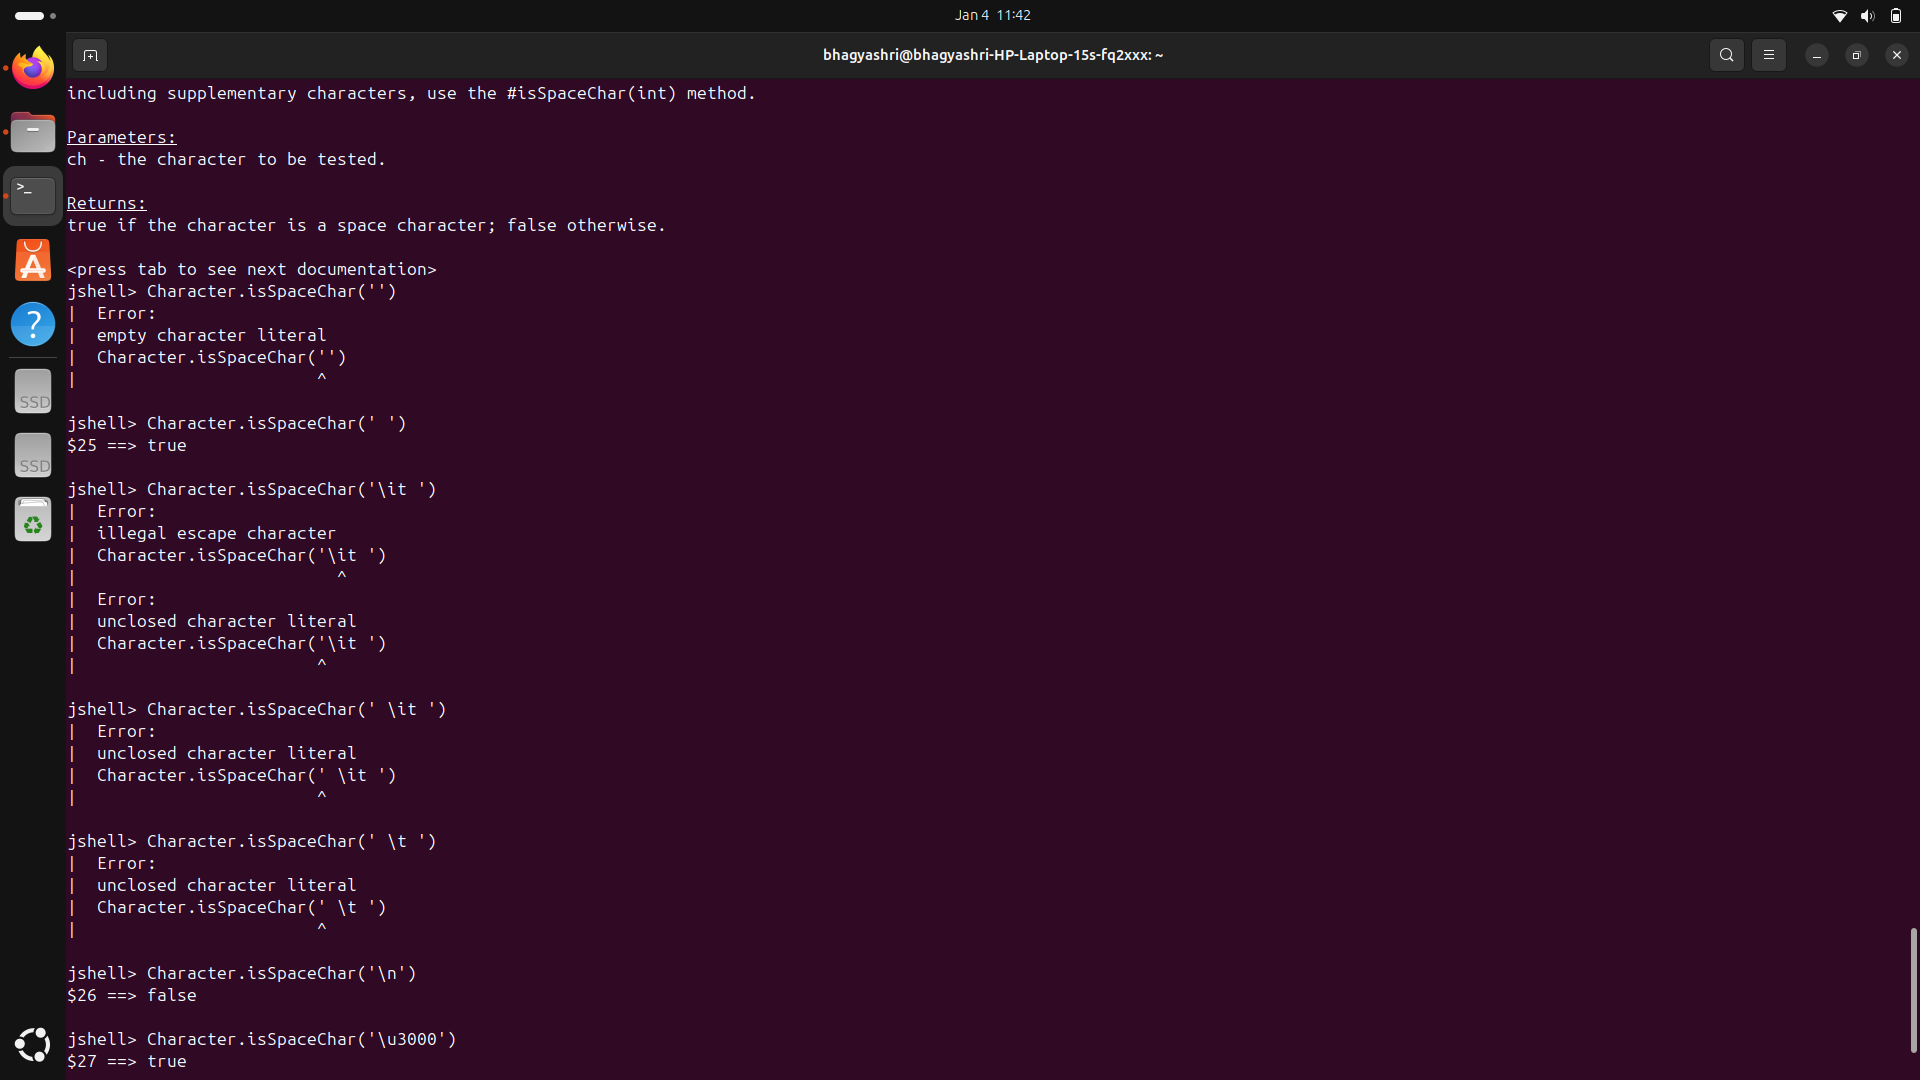 Jan 4 11:42
bhagyashri@bhagyashri-HP-Laptop-15s-fq2xxx: ~
including supplementary characters, use the #isSpaceChar(int) method.
Parameters:
ch - the character to be tested.
Returns:
true if the character is a space character; false otherwise.
<press tab to see next documentation>
jshell> Character.isSpaceChar('')
|  Error:
|  empty character literal
|  Character.isSpaceChar('')
|                        ^
jshell> Character.isSpaceChar(' ')
$25 ==> true
jshell> Character.isSpaceChar('\it ')
|  Error:
|  illegal escape character
|  Character.isSpaceChar('\it ')
|                          ^
|  Error:
|  unclosed character literal
|  Character.isSpaceChar('\it ')
|                        ^
jshell> Character.isSpaceChar(' \it ')
|  Error:
|  unclosed character literal
|  Character.isSpaceChar(' \it ')
|                        ^
jshell> Character.isSpaceChar(' \t ')
|  Error:
|  unclosed character literal
|  Character.isSpaceChar(' \t ')
|                        ^
jshell> Character.isSpaceChar('\n')
$26 ==> false
jshell> Character.isSpaceChar('\u3000')
$27 ==> true
>_
A
?
SSD
SSD